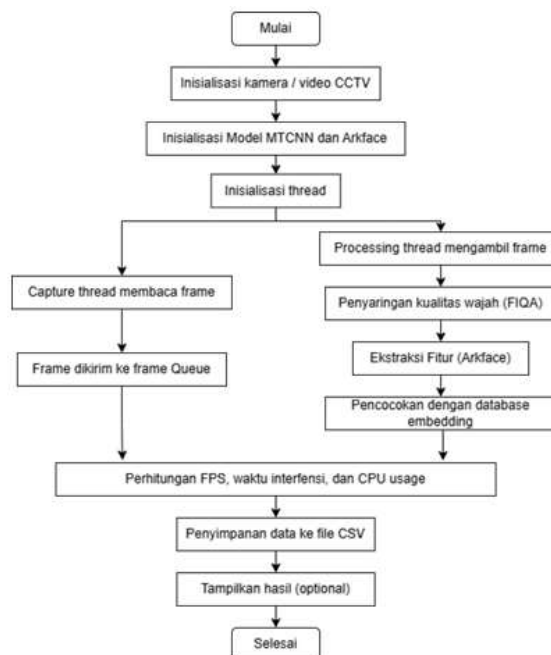 Mulai
Inisialisasi kamera / video CCTV
Inisialisasi Model MTCNN dan Arkface
Inisialisasi thread
Capture thread membaca frame
Frame dikirim ke frame Queue
Processing thread mengambil frame
Penyaringan kualitas wajah (FIQA)
Ekstraksi Fitur (Arkface)
Pencocokan dengan database
embedding
Perhitungan FPS, waktu interfensi, dan CPU usage
Penyimpanan data ke file CSV
Tampilkan hasil (optional)
Selesai